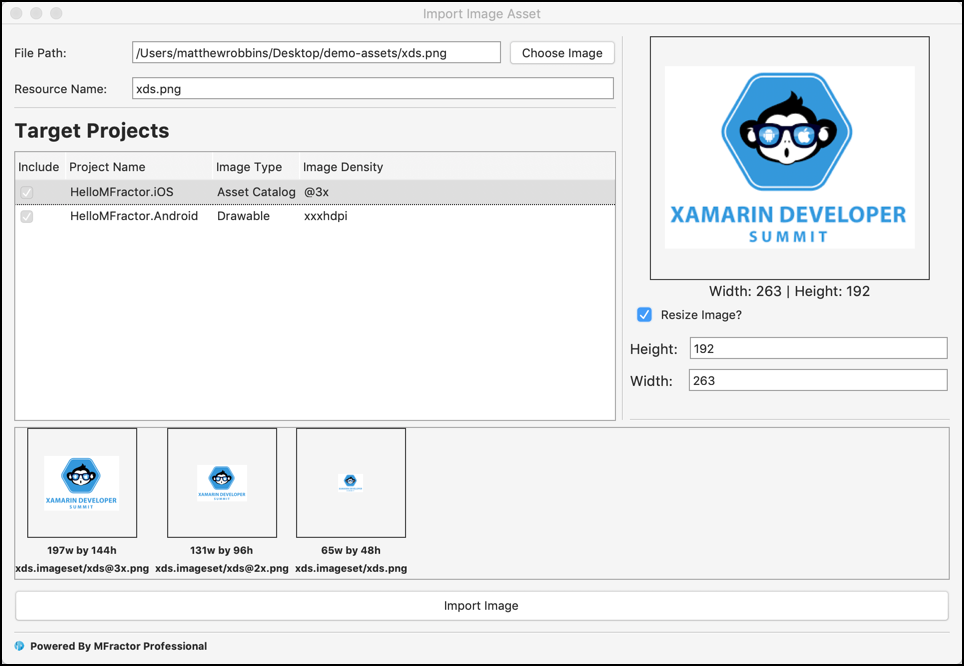 Import Image Asset
File Path: /Users/matthewrobbins/Desktop/demo-assets/xds.png Choose Image
Resource Name: xds.png
Target Projects
Include Project Name Image Type Image Density
HelloMFractor.iOS Asset Catalog @3x
HelloMFractor.Android Drawable xxxhdpi
XAMARIN DEVELOPER
SUMMIT
Width: 263 | Height: 192
Resize Image?
Height: 192
Width: 263
XAMARIN DEVELOPER
SUMMIT
XAMARIN DEVELOPER
SUMMIT
197w by 144h 131w by 96h 65w by 48h
xds.imageset/xds@3x.png xds.imageset/xds@2x.png xds.imageset/xds.png
Import Image
Powered By MFractor Professional